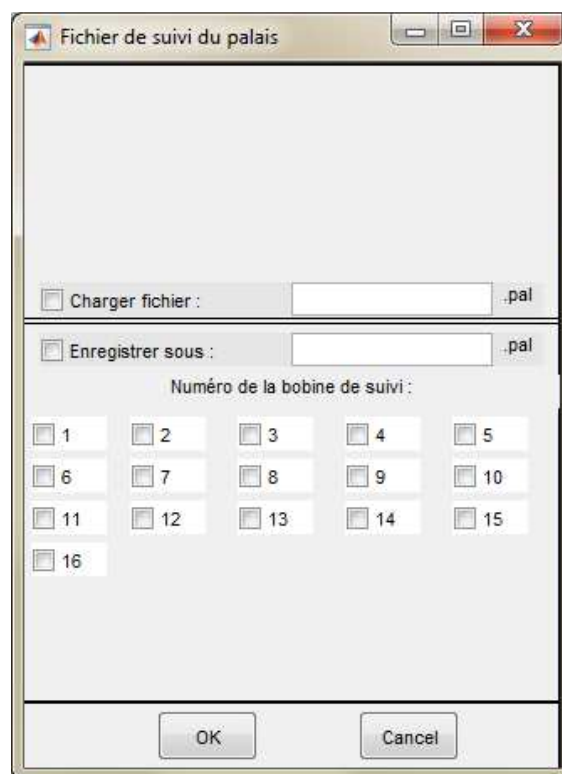 Fichier de suivi du palais
Charger fichier : .pal
Enregistrer sous : .pal
Numéro de la bobine de suivi :
1 2 3 4 5
6 7 8 9 10
11 12 13 14 15
16
OK Cancel